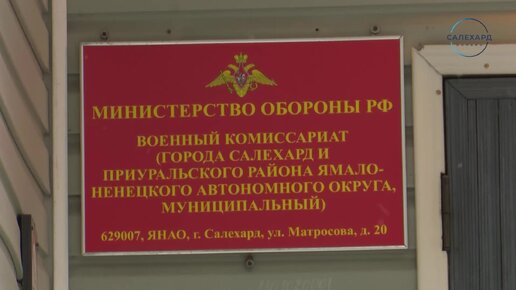 САЛЕХАРД
МИНИСТЕРСТВО ОБОРОНЫ РФ
ВОЕННЫЙ КОМИССАРИАТ
(ГОРОДА САЛЕХАРД И
ПРИУРАЛЬСКОГО РАЙОНА ЯМАЛО-
НЕНЕЦКОГО АВТОНОМНОГО ОКРУГА,
МУНИЦИПАЛЬНЫЙ)
629007, ЯНАО, г. Салехард, ул. Матросова, д. 20